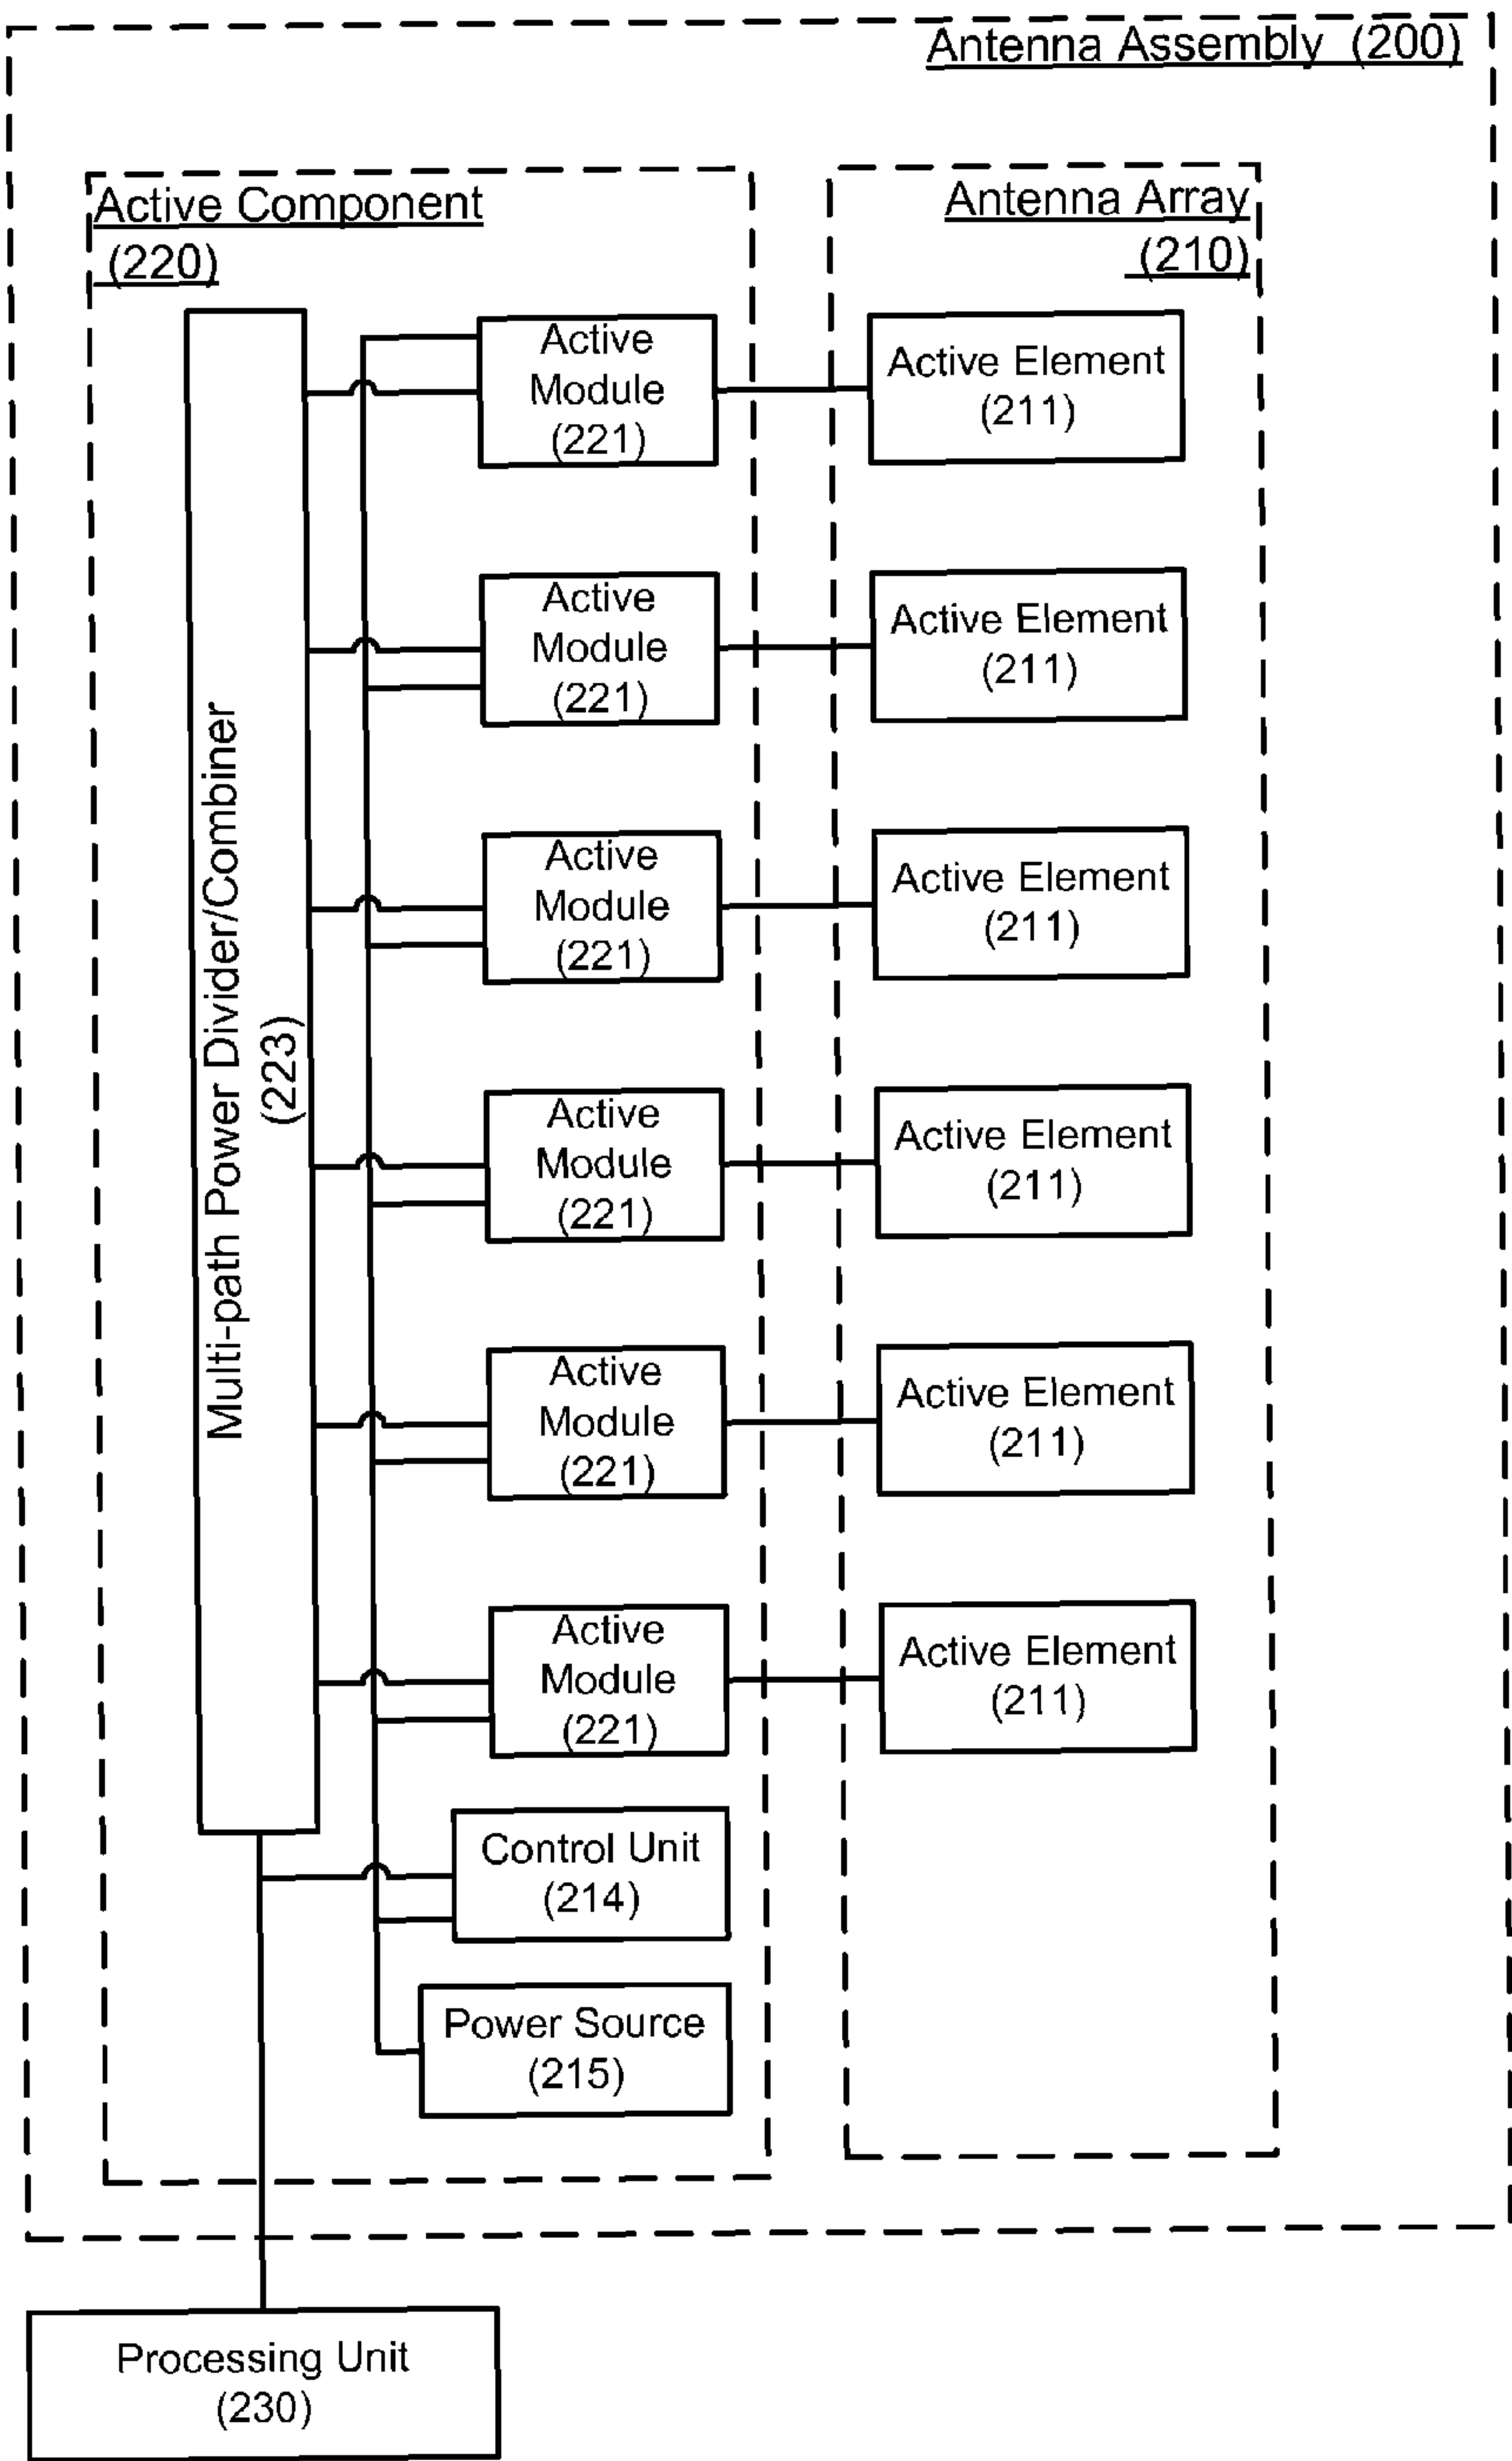 Antenna Assembly (200)
Active Component
(220)
Antenna Array
(210)
Multi-path Power Divider/Combiner
(223)
Active
Module
(221)
Active Element
(211)
Active
Module
(221)
Active Element
(211)
Active
Module
(221)
Active Element
(211)
Active
Module
(221)
Active Element
(211)
Active
Module
(221)
Active Element
(211)
Active
Module
(221)
Active Element
(211)
Control Unit
(214)
Power Source
(215)
Processing Unit
(230)